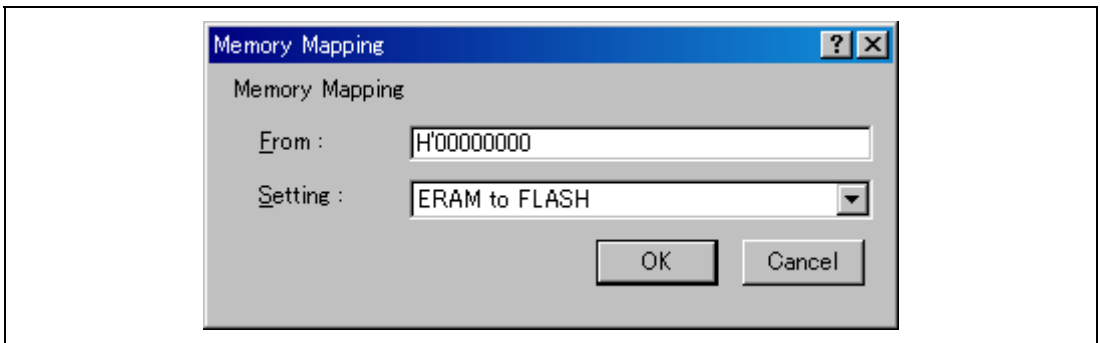 Memory Mapping
Memory Mapping
From : H'00000000
Setting : ERAM to FLASH
OK Cancel